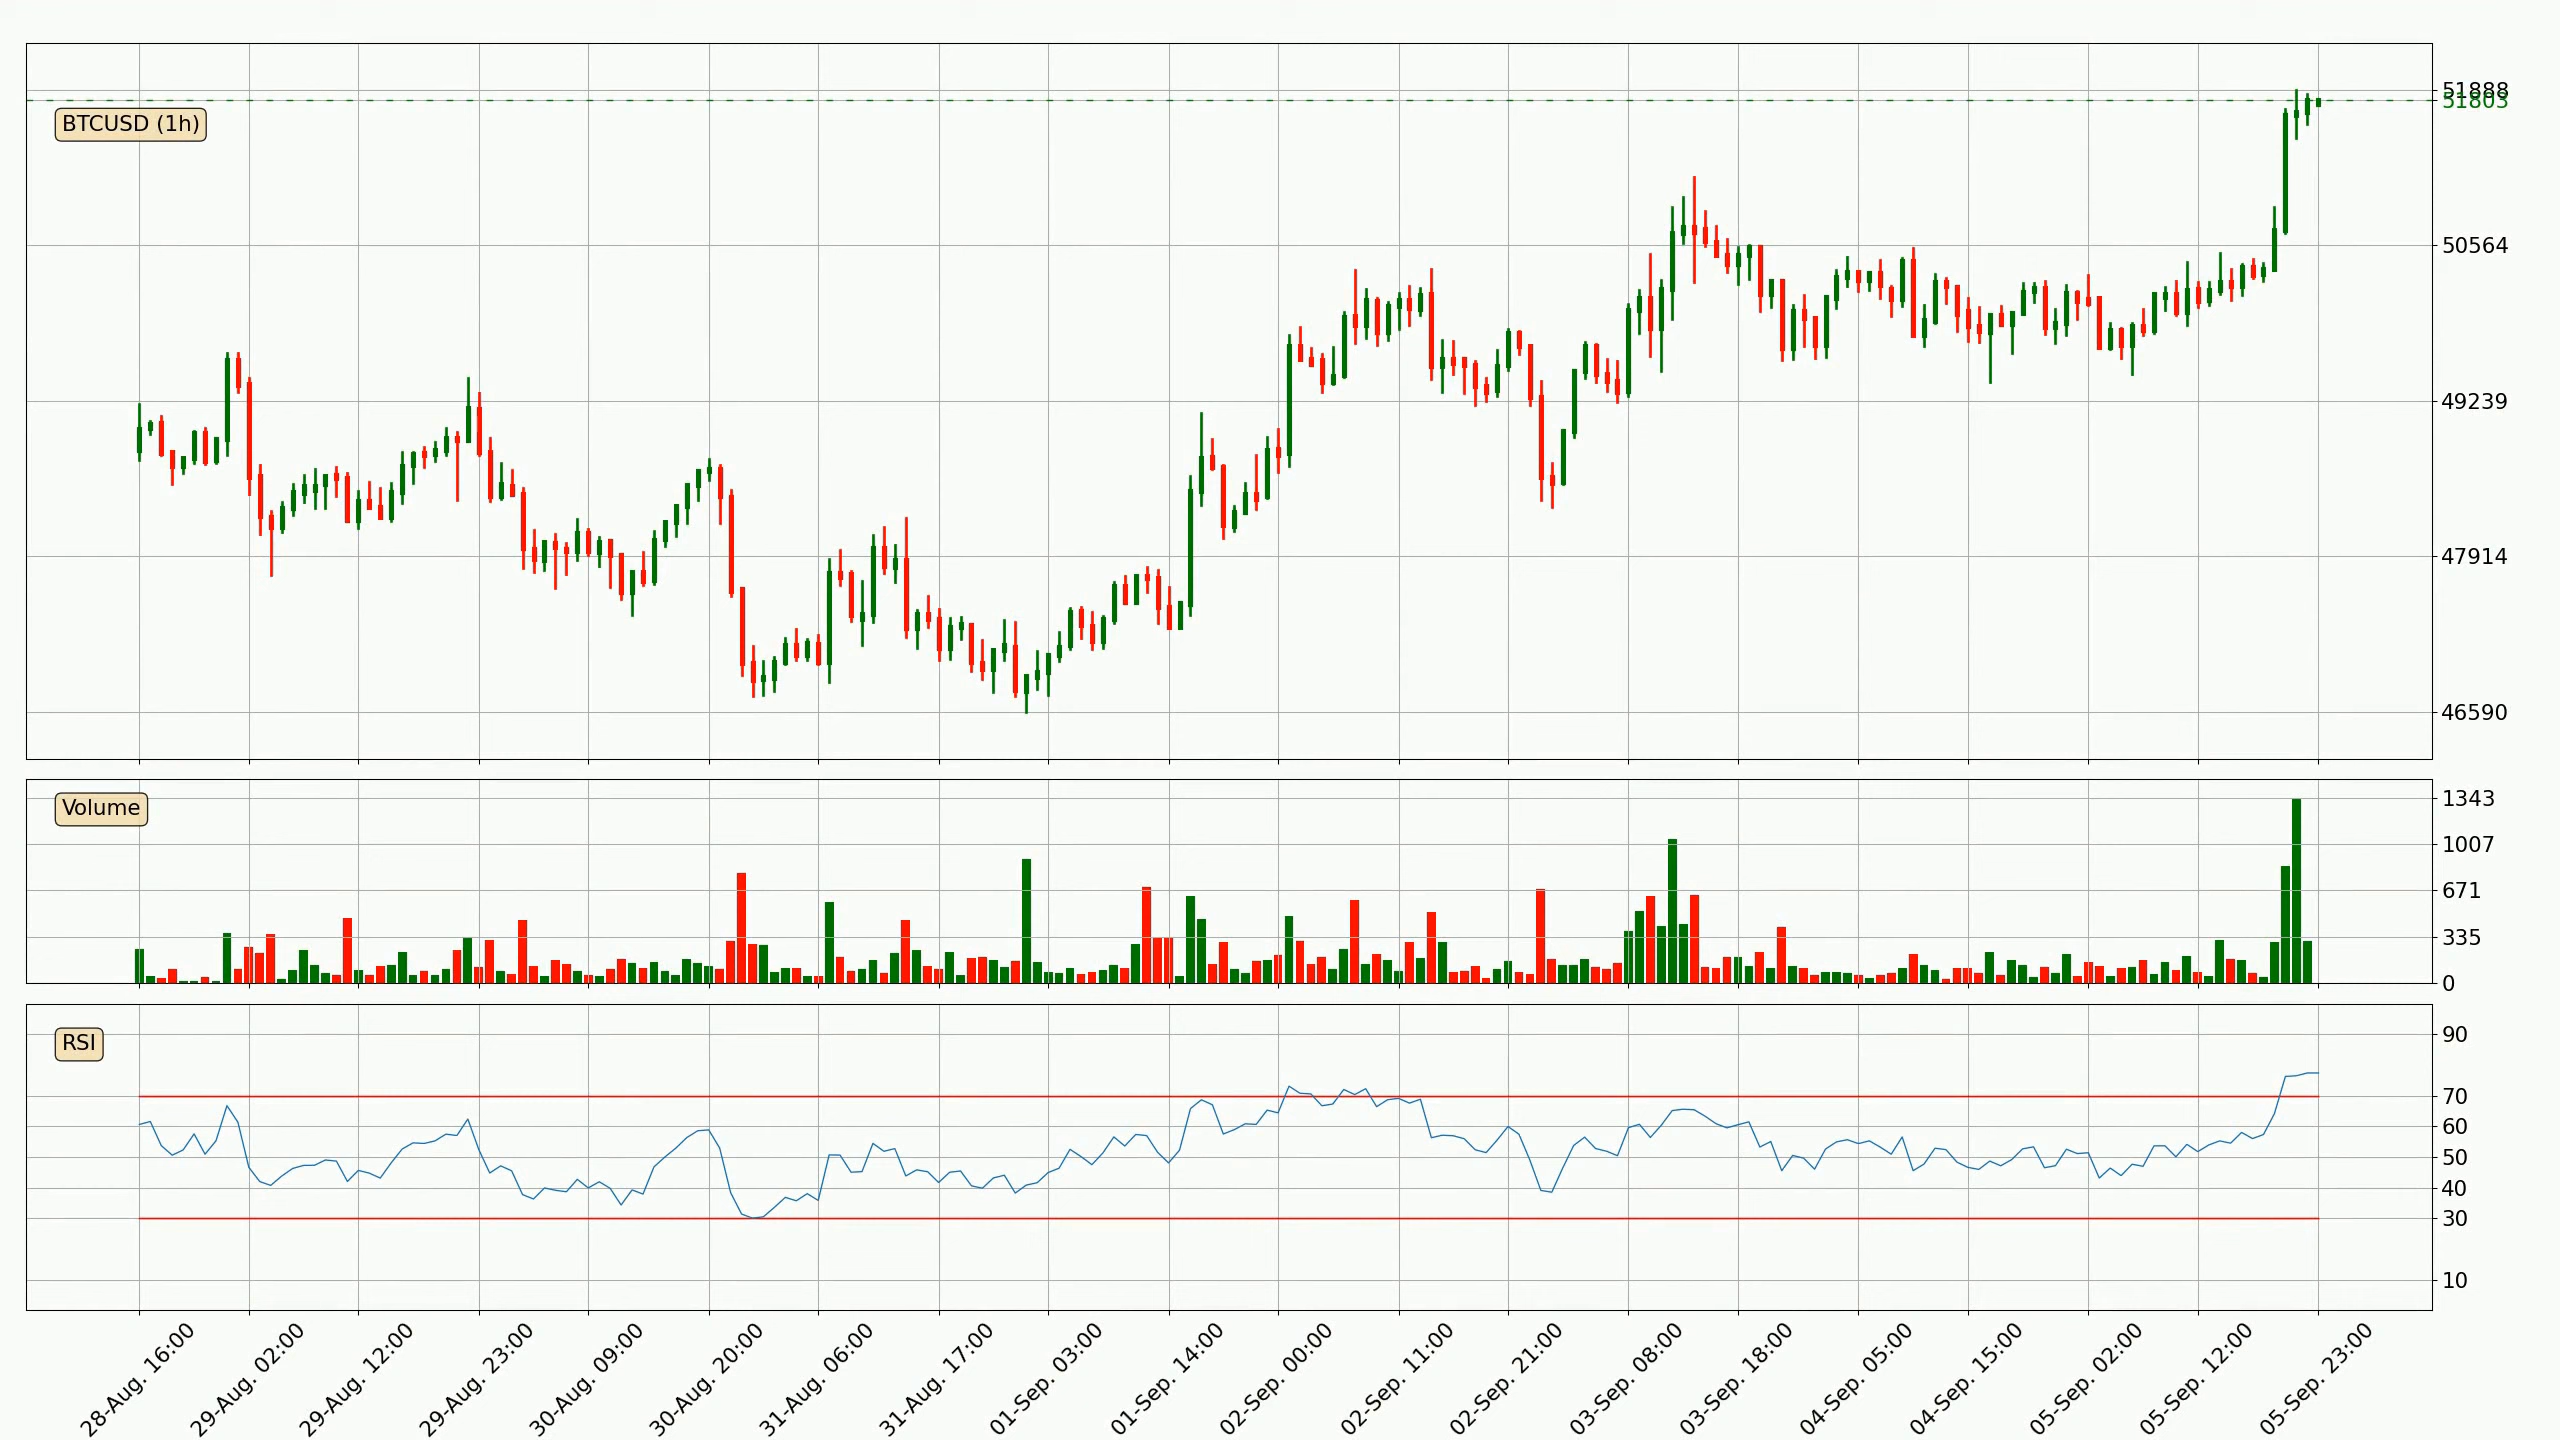 51888
51803
BTCUSD (1h)
50564
49239
47914
46590
Volume
1343
1007
671
335
0
RSI
90
70
60
50
40
30
10
28-Aug. 16:00
29-Aug. 02:00
29-Aug. 12:00
29-Aug. 23:00
30-Aug. 09:00
30-Aug. 20:00
31-Aug. 06:00
31-Aug. 17:00
01-Sep. 03:00
01-Sep. 14:00
02-Sep. 00:00
02-Sep. 11:00
02-Sep. 21:00
03-Sep. 08:00
03-Sep. 18:00
04-Sep. 05:00
04-Sep. 15:00
05-Sep. 02:00
05-Sep. 12:00
05-Sep. 23:00